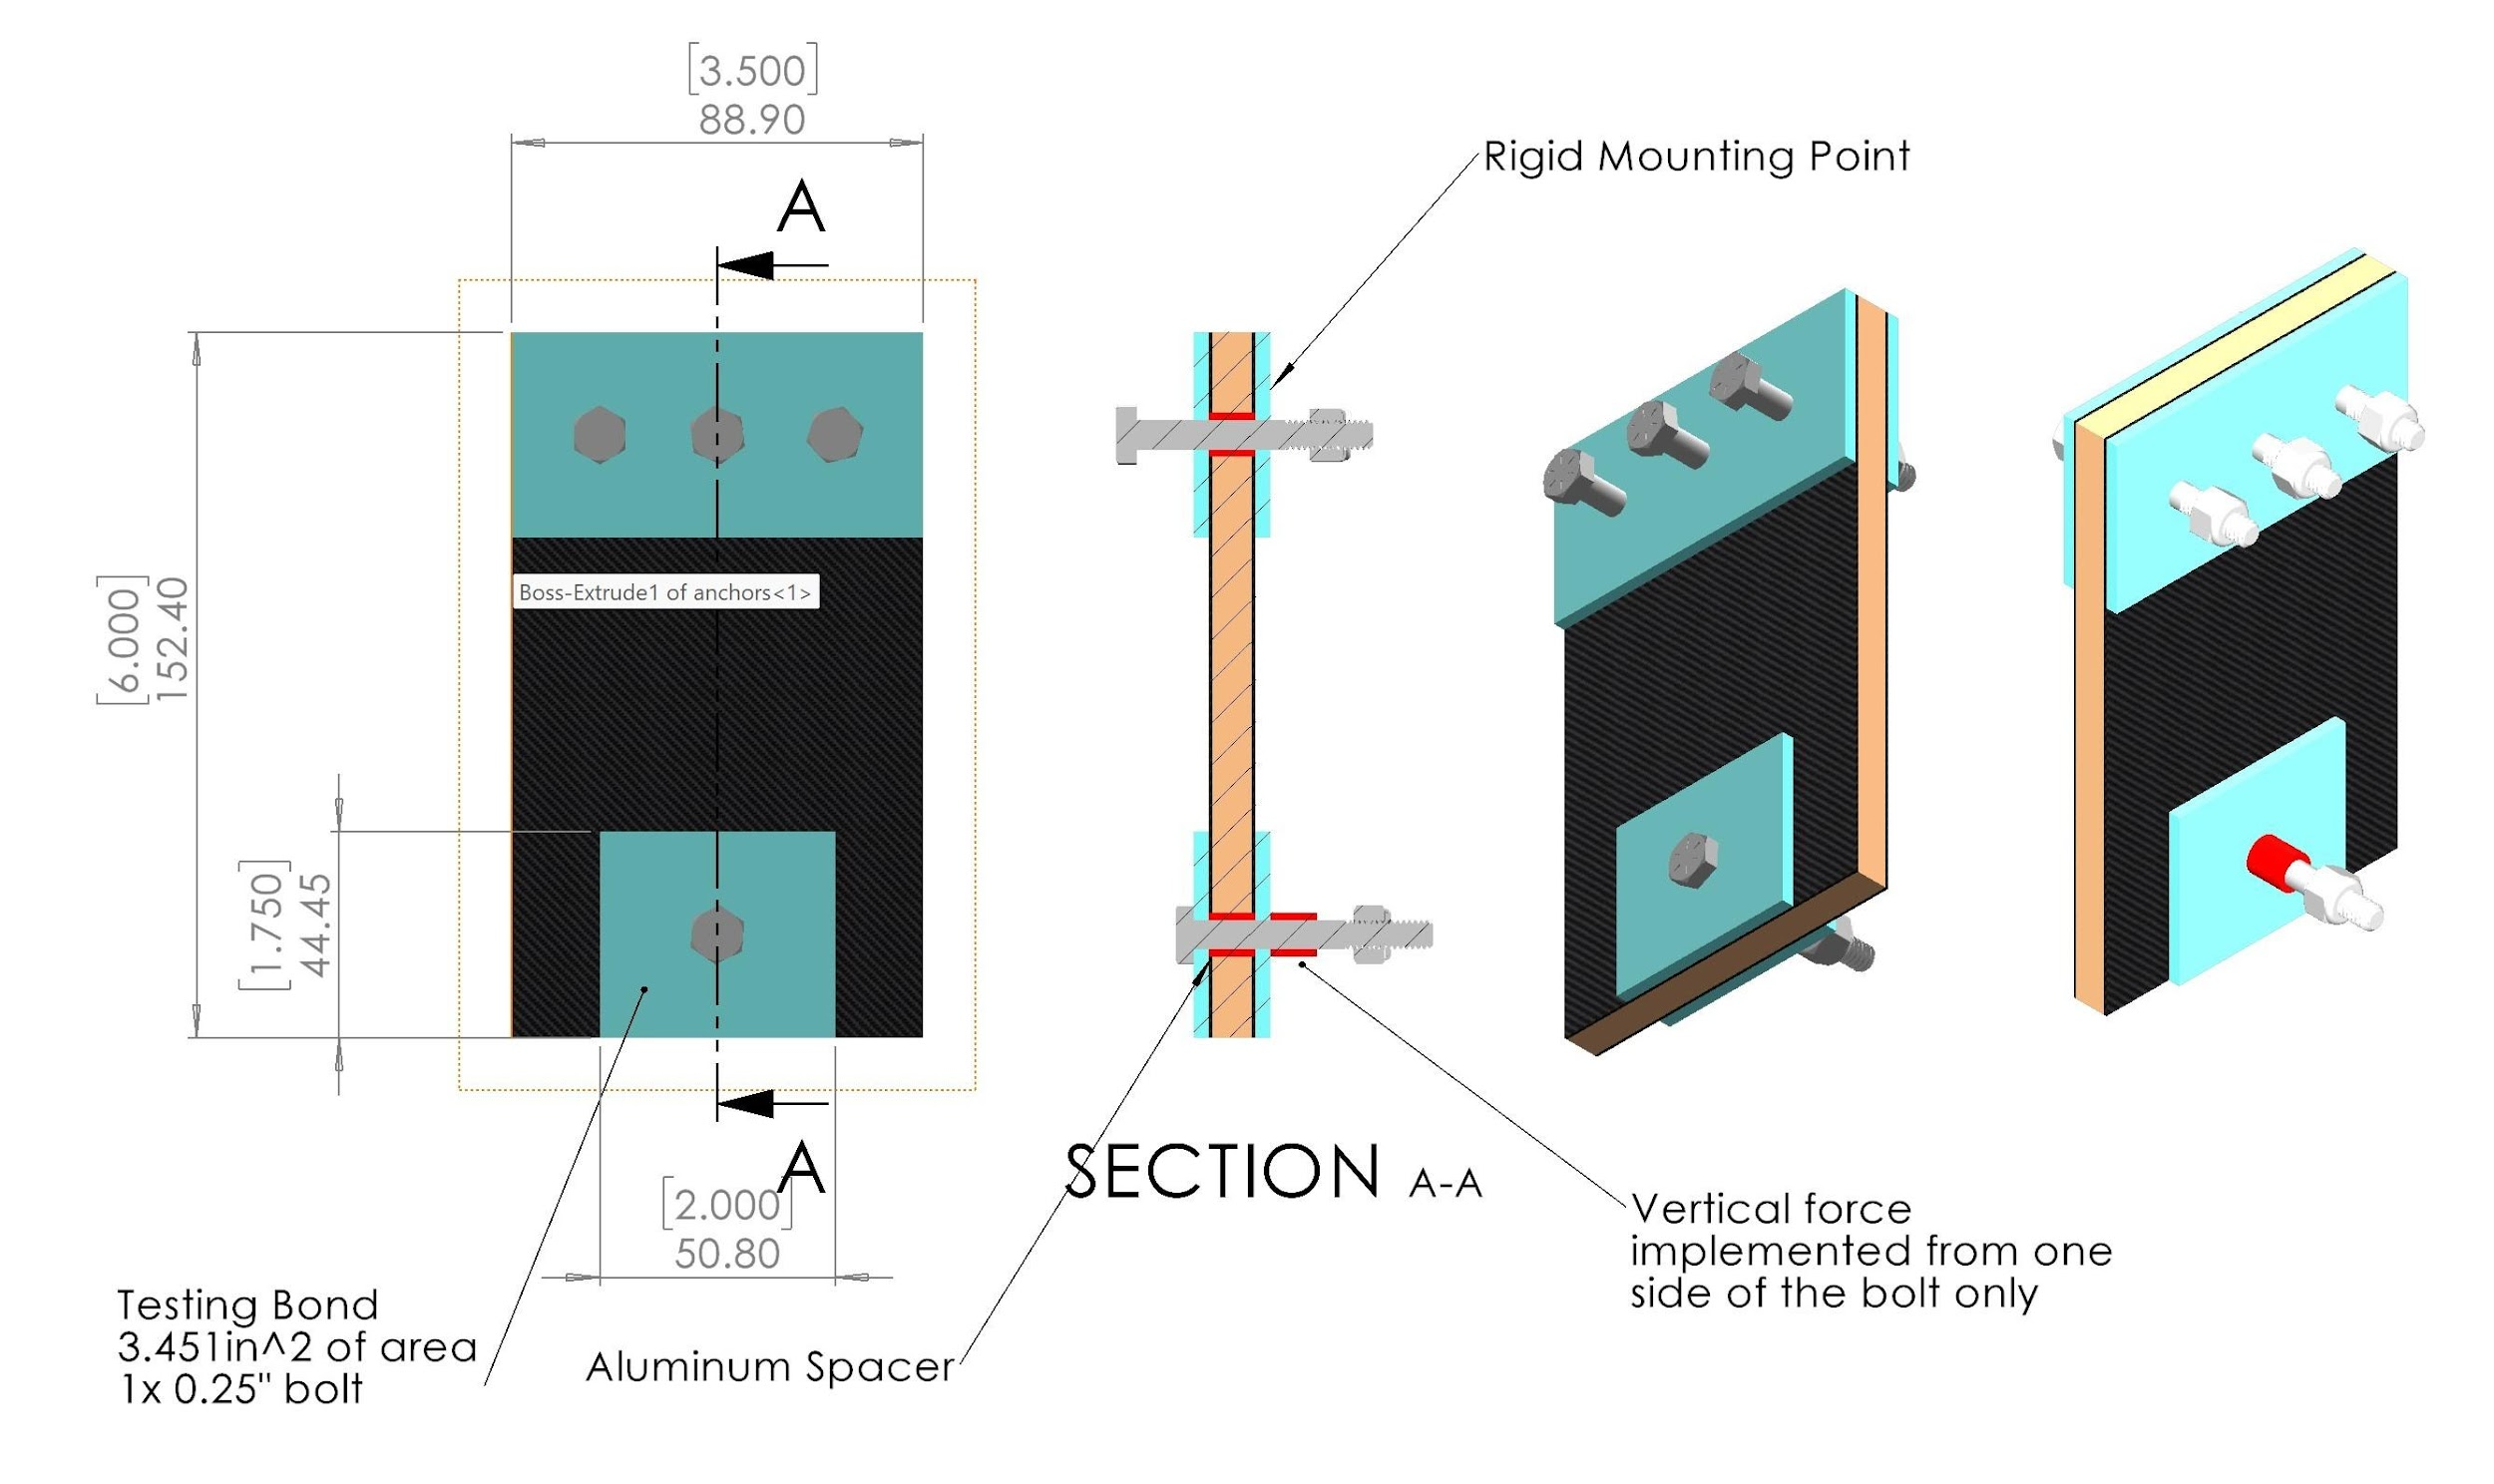 [3.500]
88.90
A
Rigid Mounting Point
[6.000]
152.40
Boss-Extrude1 of anchors<1>
[1.750]
44.45
A
[2.000]
50.80
SECTION A-A
Vertical force
implemented from one
side of the bolt only
Testing Bond
3.451in^2 of area
1x 0.25" bolt
Aluminum Spacer